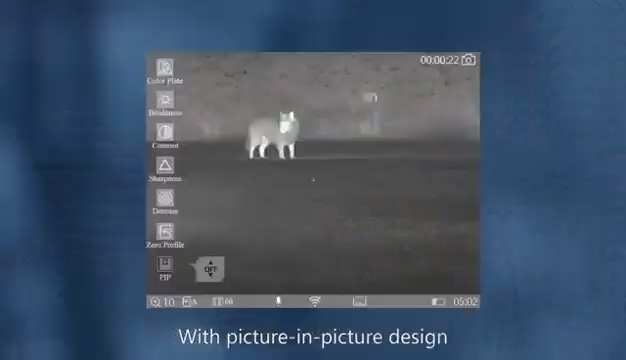 00:00:22
Color Plate
Brightness
Contrast
Sharpness
Denoise
Zero Profile
PIP
OFF
10
A
60
05:02
With picture-in-picture design